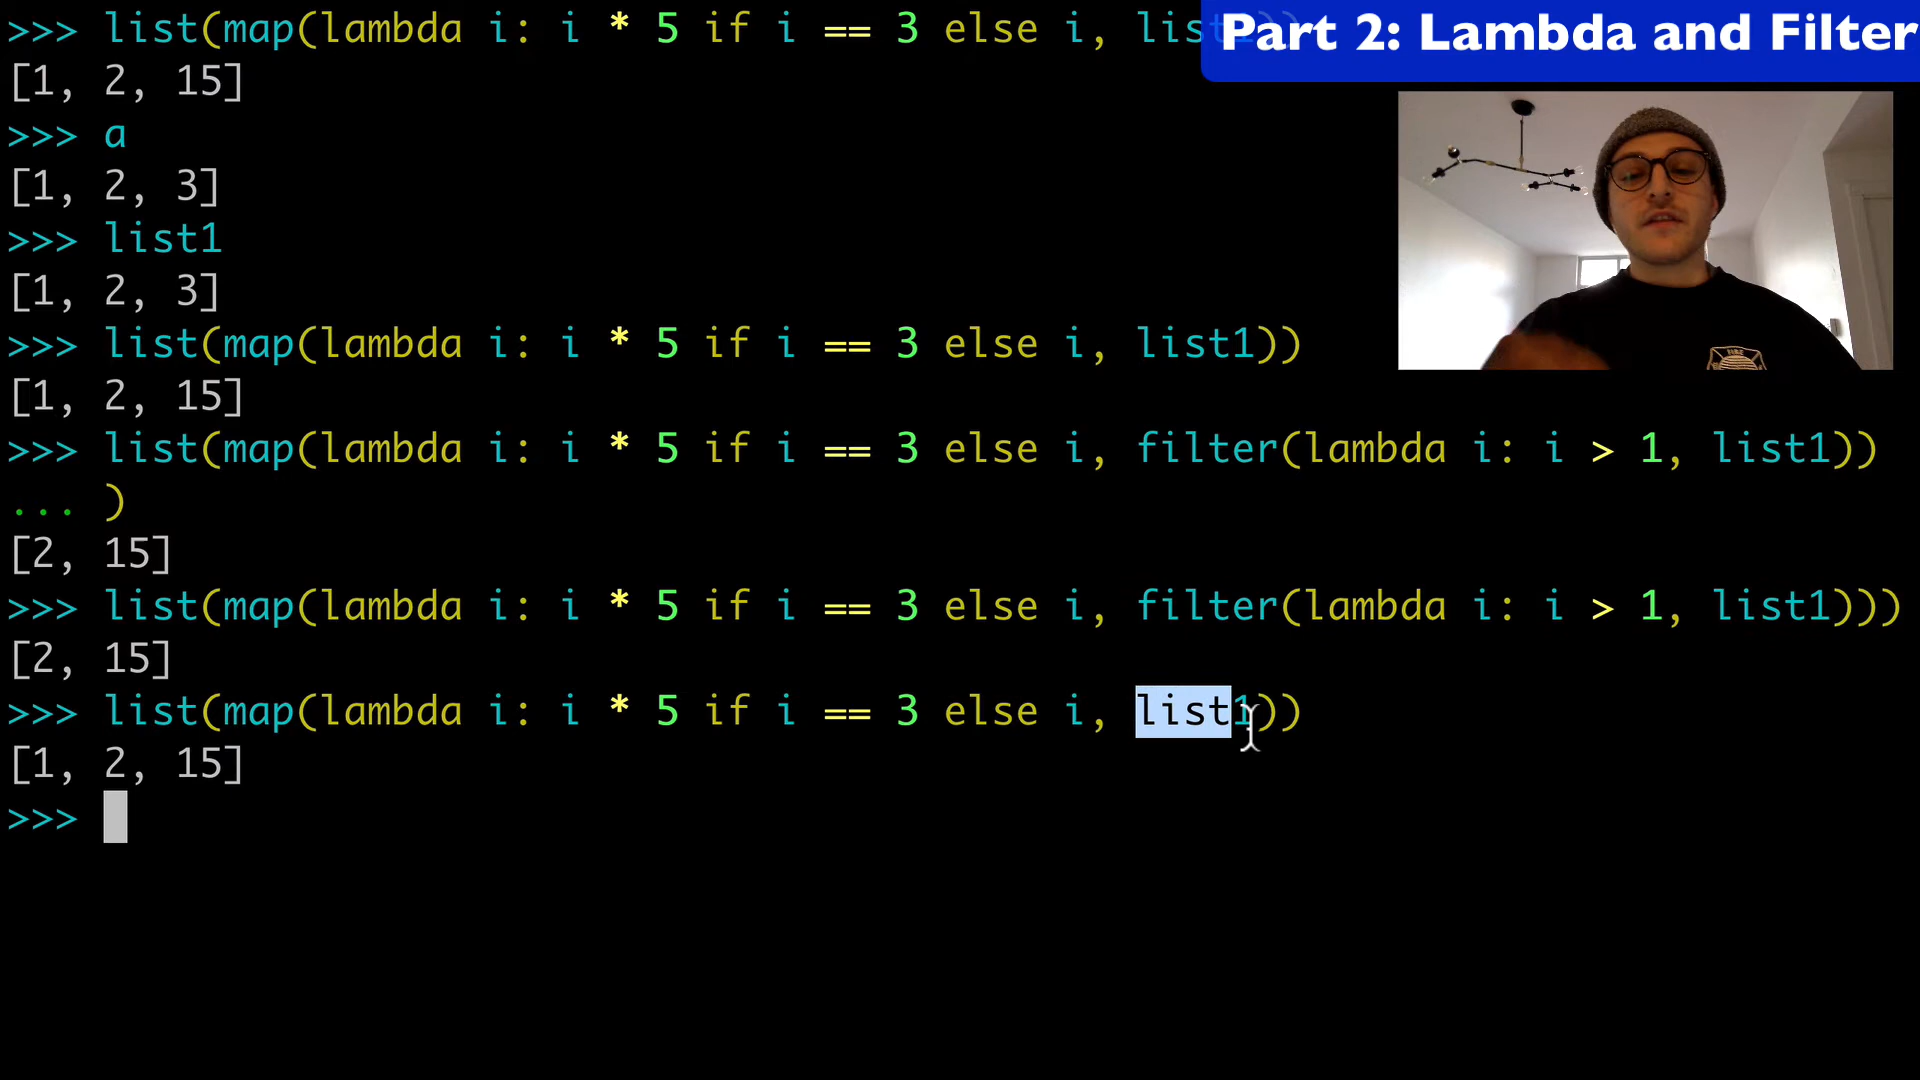 >>> list(map(lambda i: i * 5 if i == 3 else i, list1))
Part 2: Lambda and Filter
[1, 2, 15]
>>> a
[1, 2, 3]
>>> list1
[1, 2, 3]
>>> list(map(lambda i: i * 5 if i == 3 else i, list1))
[1, 2, 15]
>>> list(map(lambda i: i * 5 if i == 3 else i, filter(lambda i: i > 1, list1))
... )
[2, 15]
>>> list(map(lambda i: i * 5 if i == 3 else i, filter(lambda i: i > 1, list1)))
[2, 15]
>>> list(map(lambda i: i * 5 if i == 3 else i, list1))
[1, 2, 15]
>>>
FIRE